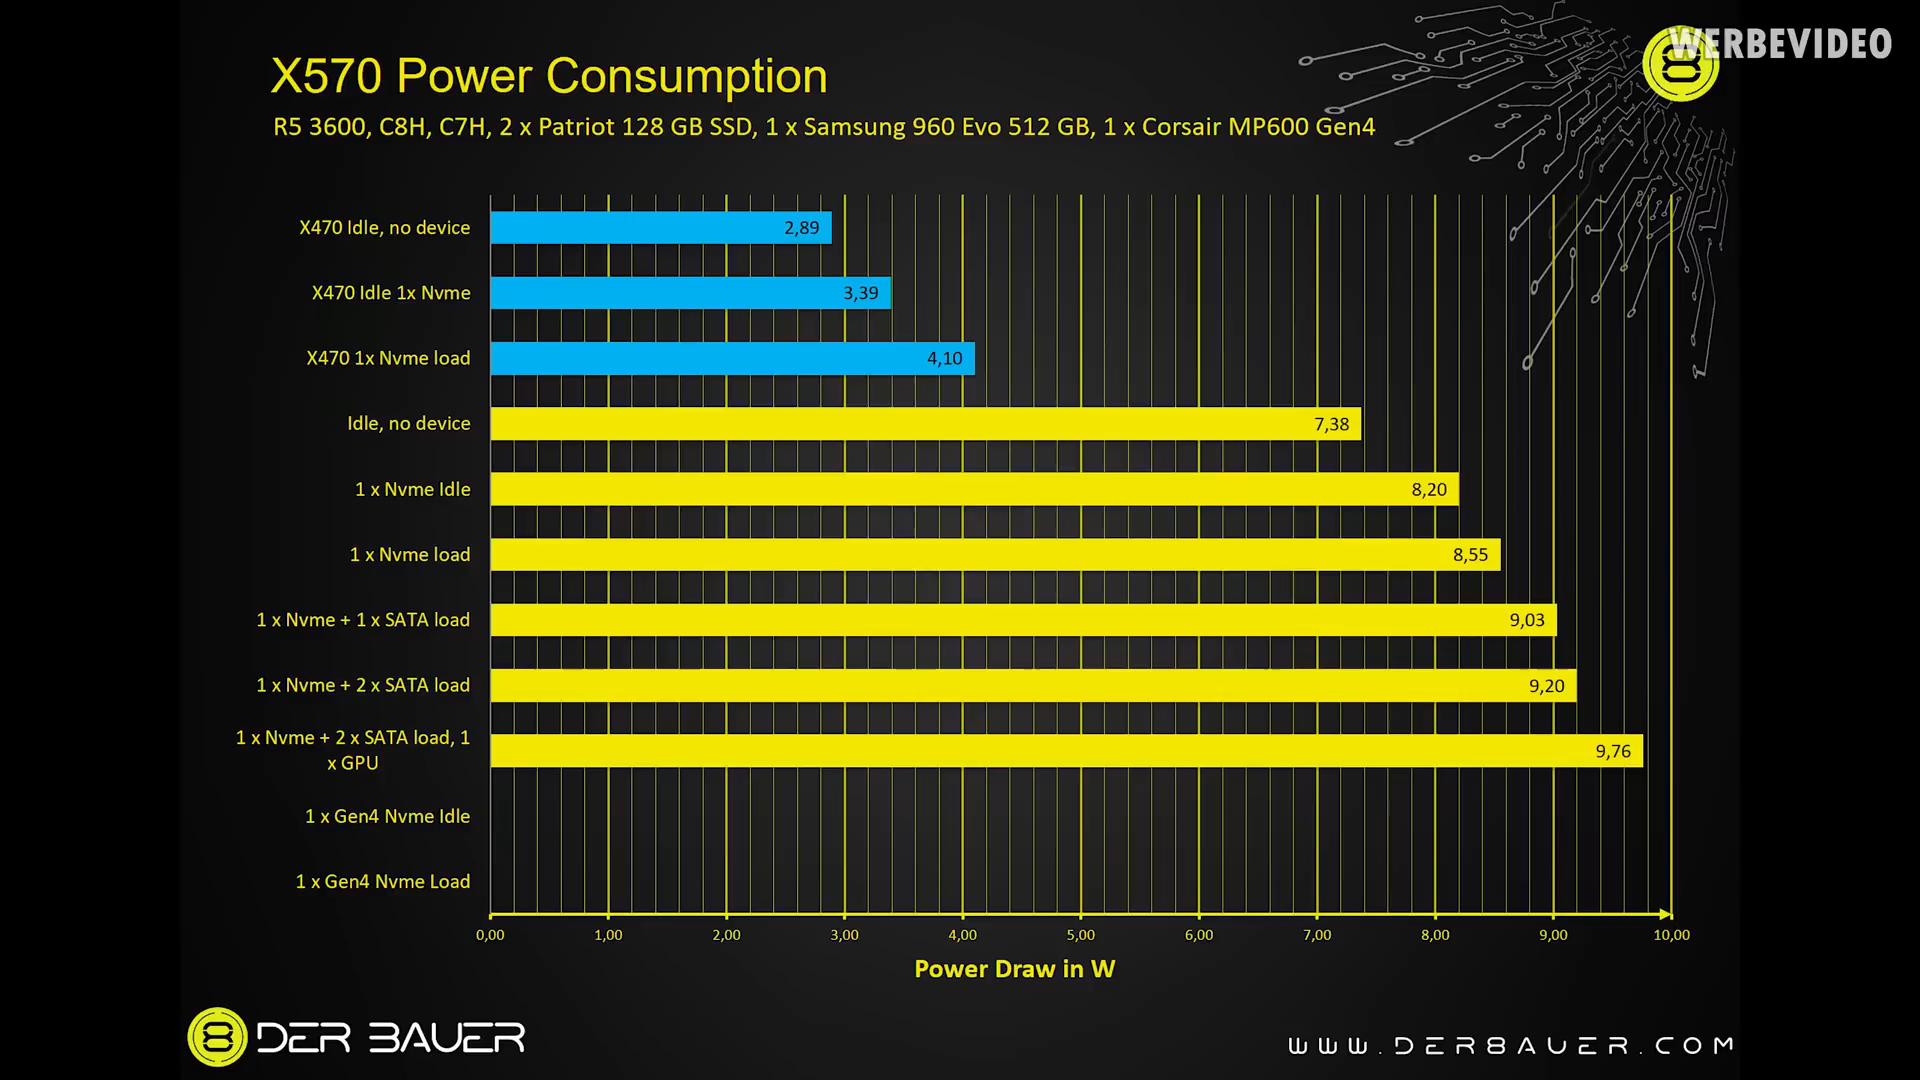 WERBEVIDEO
X570 Power Consumption
R5 3600, C8H, C7H, 2 x Patriot 128 GB SSD, 1 x Samsung 960 Evo 512 GB, 1 x Corsair MP600 Gen4
X470 Idle, no device 2,89
X470 Idle 1x Nvme 3,39
X470 1x Nvme load 4,10
Idle, no device 7,38
1 x Nvme Idle 8,20
1 x Nvme load 8,55
1 x Nvme + 1 x SATA load 9,03
1 x Nvme + 2 x SATA load 9,20
1 x Nvme + 2 x SATA load, 1
x GPU 9,76
1 x Gen4 Nvme Idle
1 x Gen4 Nvme Load
0,00 1,00 2,00 3,00 4,00 5,00 6,00 7,00 8,00 9,00 10,00
Power Draw in W
8 DER 8AUER
WWW.DER8AUER.COM